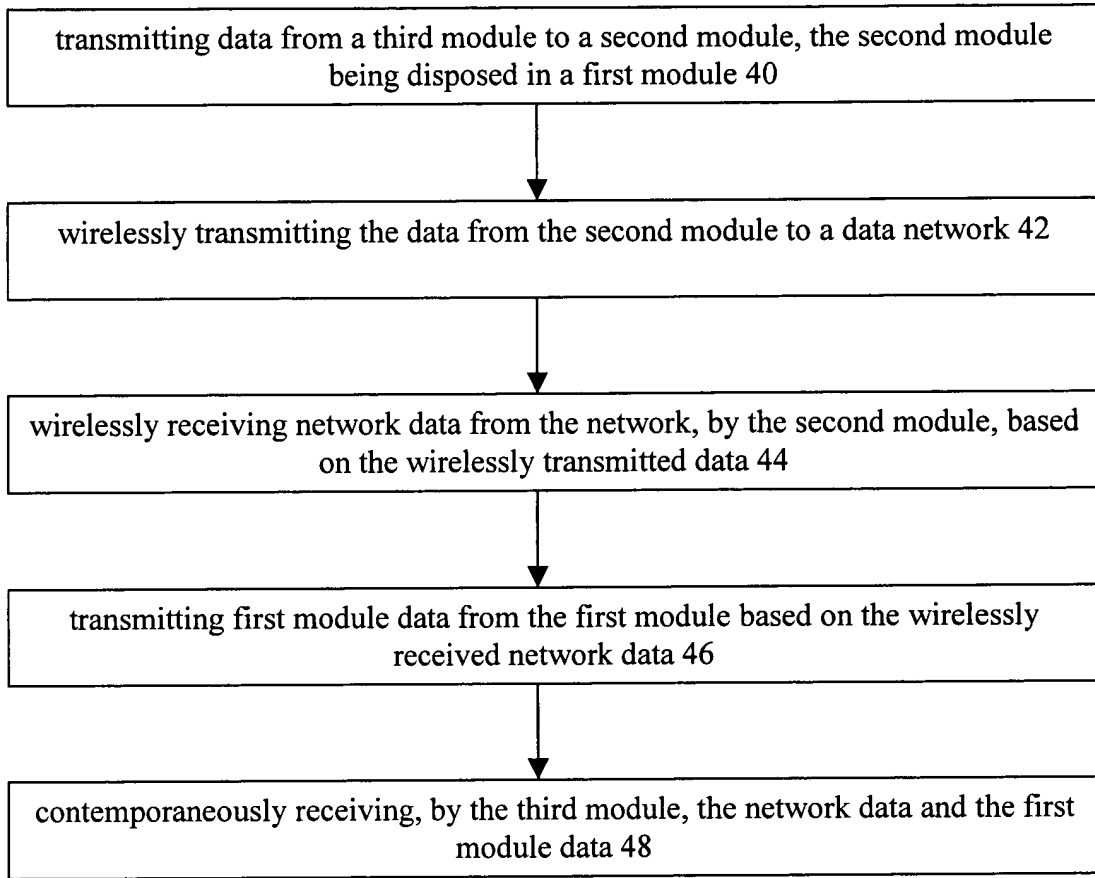 transmitting data from a third module to a second module, the second module
being disposed in a first module 40
wirelessly transmitting the data from the second module to a data network 42
wirelessly receiving network data from the network, by the second module, based
on the wirelessly transmitted data 44
transmitting first module data from the first module based on the wirelessly
received network data 46
contemporaneously receiving, by the third module, the network data and the first
module data 48